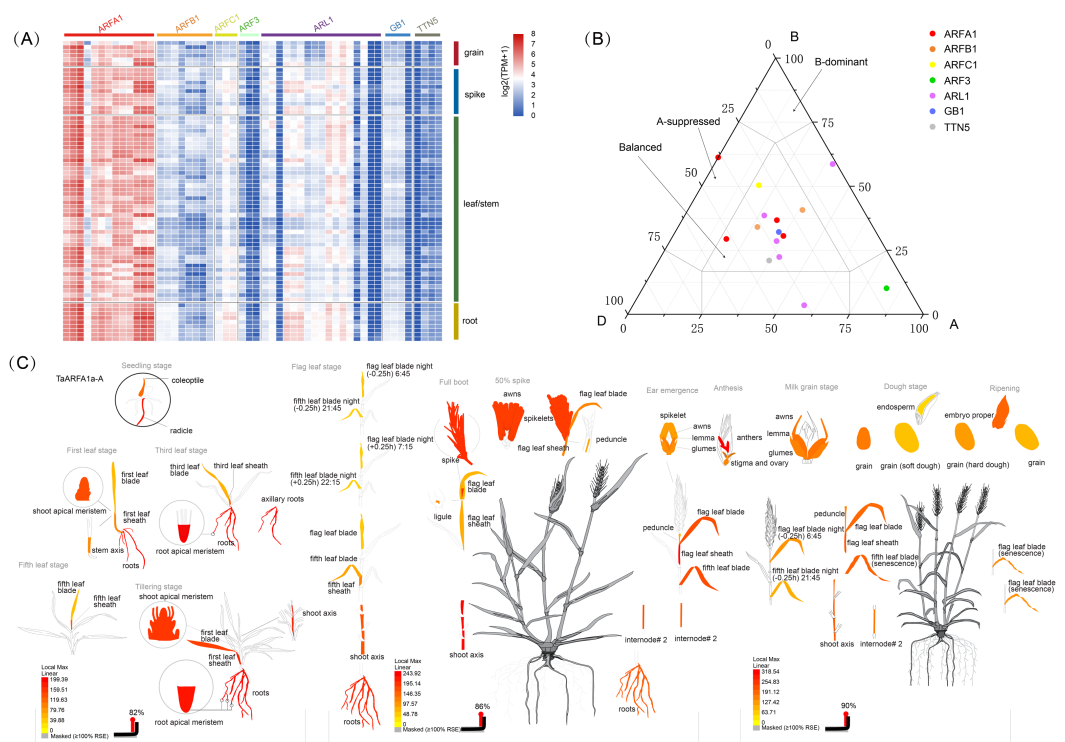 (A)
ARFA1
ARFB1
ARFC1
ARF3
ARL1
GB1
TTN5
grain
spike
leaf/stem
root
log2(TPM+1)
8
7
6
5
4
3
2
1
0
(B)
B
0
100
B-dominant
25
75
A-suppressed
Balanced
50
50
75
25
100
0
D
0
25
50
75
100
A
ARFA1
ARFB1
ARFC1
ARF3
ARL1
GB1
TTN5
(C)
TaARFA1a-A
Seedling stage
coleoptile
radicle
First leaf stage
first leaf
blade
shoot apical meristem
first leaf
sheath
stem axis
roots
Third leaf stage
third leaf
blade
third leaf sheath
axillary roots
roots
root apical meristem
Fifth leaf stage
fifth leaf
blade
fifth leaf
sheath
Tillering stage
shoot apical meristem
first leaf
blade
first leaf
sheath
shoot axis
roots
root apical meristem
Local Max
Linear
199.39
159.51
119.63
79.76
39.88
0
Masked (≥100% RSE)
82%
Flag leaf stage
flag leaf blade night
(-0.25h) 6:45
fifth leaf blade night
(-0.25h) 21:45
flag leaf blade night
(+0.25h) 7:15
fifth leaf blade night
(+0.25h) 22:15
flag leaf blade
fifth leaf blade
shoot axis
roots
Full boot
spike
flag leaf
blade
ligule
flag leaf
sheath
shoot axis
50% spike
awns
spikelets
flag leaf
blade
flag leaf sheath
peduncle
Local Max
Linear
243.92
195.14
146.35
97.57
48.78
0
Masked (≥100% RSE)
86%
Ear emergence
spikelet
awns
lemma
glumes
peduncle
flag leaf blade
flag leaf sheath
fifth leaf blade
internode# 2
internode# 2
roots
Anthesis
anthers
stigma and ovary
flag leaf blade night
(-0.25h) 6:45
fifth leaf blade night
(-0.25h) 21:45
Milk grain stage
awns
lemma
glumes
grain
peduncle
flag leaf blade
flag leaf sheath
fifth leaf blade
(senescence)
shoot axis
internode# 2
Dough stage
endosperm
grain (soft dough)
embryo proper
grain (hard dough)
Ripening
grain
flag leaf blade
(senescence)
flag leaf blade
(senescence)
Local Max
Linear
318.54
254.83
191.12
127.42
63.71
0
Masked (≥100% RSE)
90%